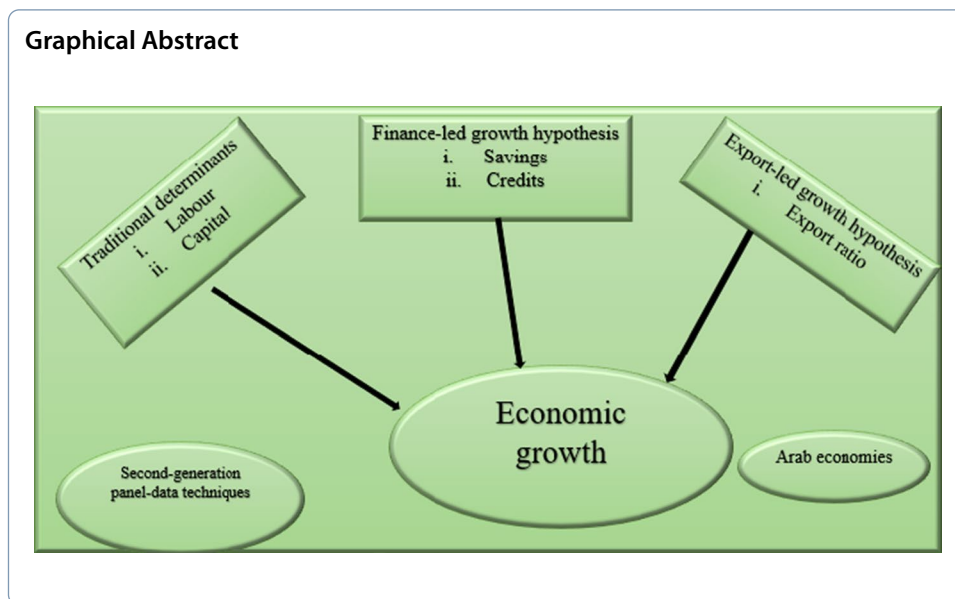 Graphical Abstract
Traditional determinants
i. Labour
ii. Capital
Finance-led growth hypothesis
i. Savings
ii. Credits
Export-led growth hypothesis
i. Export ratio
Economic
growth
Second-generation
panel-data techniques
Arab economies